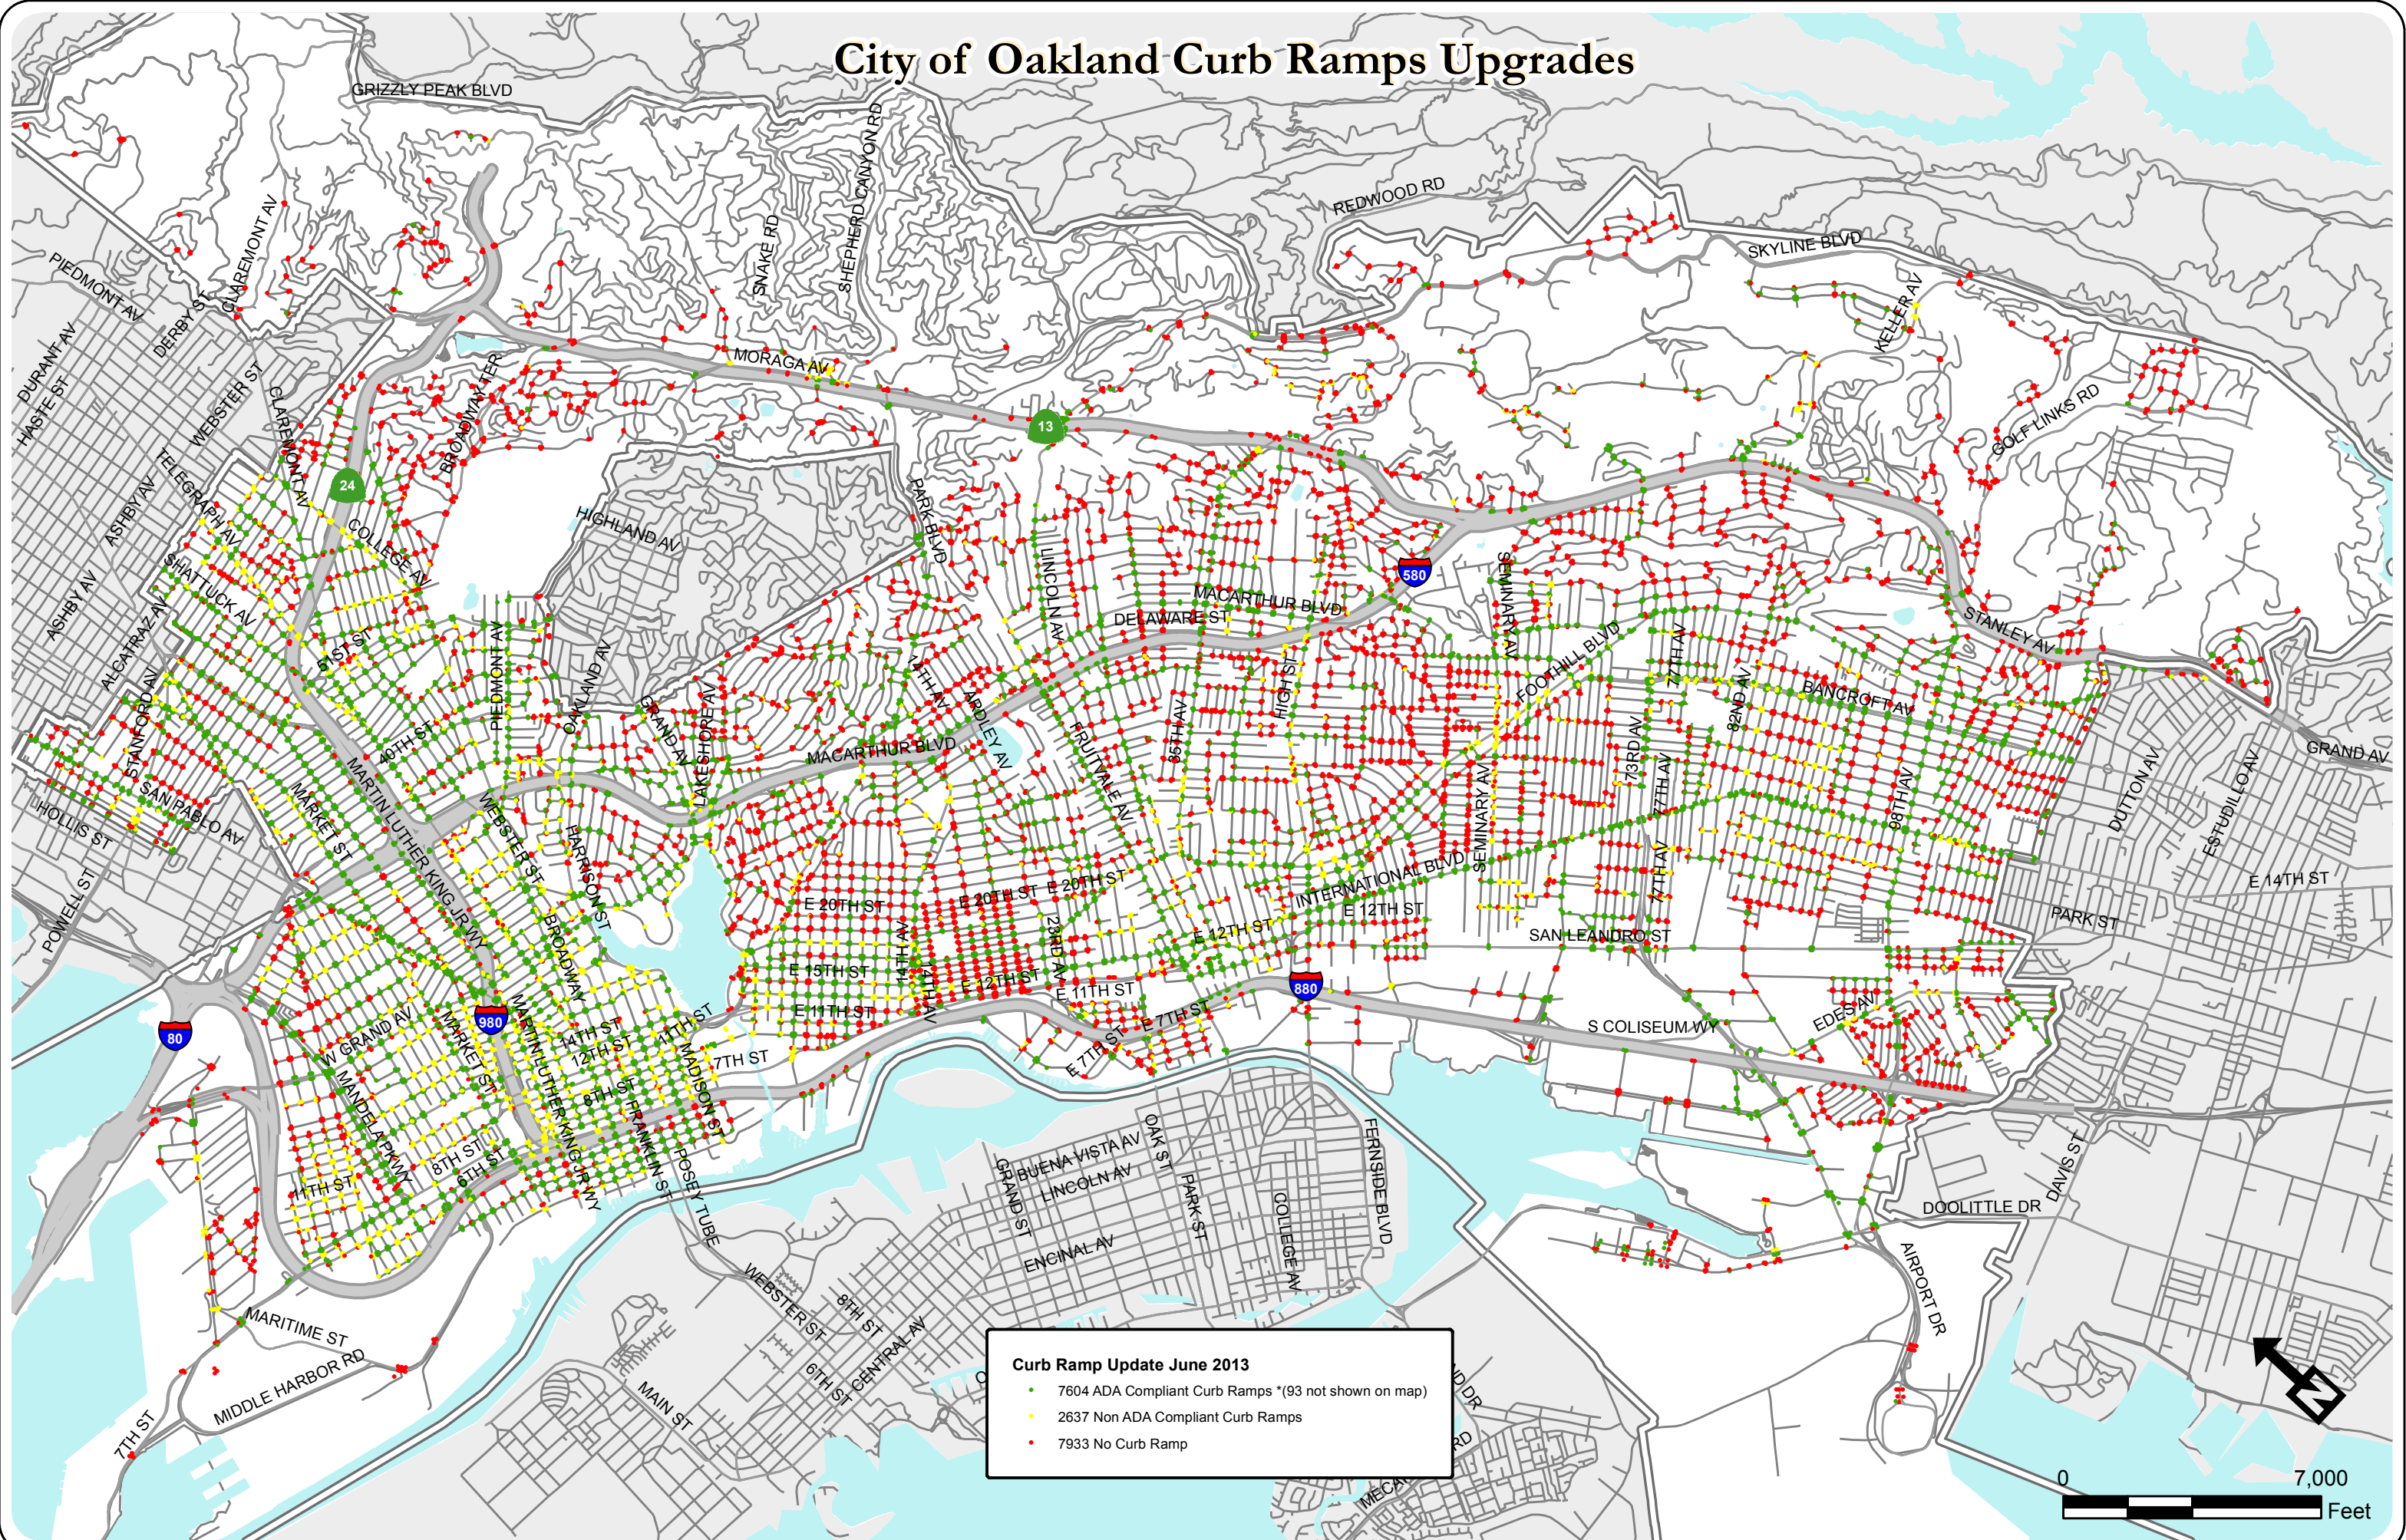 City of Oakland Curb Ramps Upgrades
GRIZZLY PEAK BLVD
SHEPHERD CANYON RD
SNAKE RD
REDWOOD RD
SKYLINE BLVD
KELLER AV
GOLF LINKS RD
CLAREMONT AV
PIEDMONT AV
DERBY ST
DURANT AV
HASTE ST
WEBSTER ST
CLAREMONT AV
BROADWAY TER
MORAGA AV
13
24
TELEGRAPH AV
ASHBY AV
COLLEGE AV
HIGHLAND AV
PARK BLVD
LINCOLN AV
580
SEMINARY AV
MACARTHUR BLVD
DELAWARE ST
SHATTUCK AV
ASHBY AV
ALCATRAZ AV
51ST ST
PIEDMONT AV
OAKLAND AV
GRAND AV
LAKESHORE AV
14TH AV
ARDLEY AV
HIGH ST
FOOTHILL BLVD
77TH AV
82ND AV
BANCROFT AV
STANLEY AV
STANFORD AV
40TH ST
MACARTHUR BLVD
FRUITVALE AV
35TH AV
73RD AV
77TH AV
98TH AV
DUTTON AV
ESTUDILLO AV
GRAND AV
HOLLIS ST
SAN PABLO AV
MARKET ST
MARTIN LUTHER KING JR WY
WEBSTER ST
HARRISON ST
SEMINARY AV
INTERNATIONAL BLVD
77TH AV
E 14TH ST
POWELL ST
E 20TH ST
E 20TH ST
E 20TH ST
E 12TH ST
PARK ST
BROADWAY
14TH AV
23RD AV
E 12TH ST
SAN LEANDRO ST
E 15TH ST
14TH AV
E 12TH ST
E 11TH ST
E 11TH ST
880
980
80
W GRAND AV
MARKET ST
MARTIN LUTHER KING JR WY
14TH ST
12TH ST
11TH ST
MADISON ST
7TH ST
E 7TH ST
E 7TH ST
S COLISEUM WY
EDES AV
MANDELA PKWY
8TH ST
FRANKLIN ST
8TH ST
6TH ST
11TH ST
POSEY TUBE
BUENA VISTA AV
LINCOLN AV
GRAND ST
OAK ST
PARK ST
COLLEGE AV
FERNSIDE BLVD
ENCINAL AV
DAVIS ST
DOOLITTLE DR
AIRPORT DR
MARITIME ST
MIDDLE HARBOR RD
7TH ST
WEBSTER ST
8TH ST
6TH ST
CENTRAL AV
MAIN ST
Curb Ramp Update June 2013
7604 ADA Compliant Curb Ramps *(93 not shown on map)
2637 Non ADA Compliant Curb Ramps
7933 No Curb Ramp
N
0 7,000
Feet